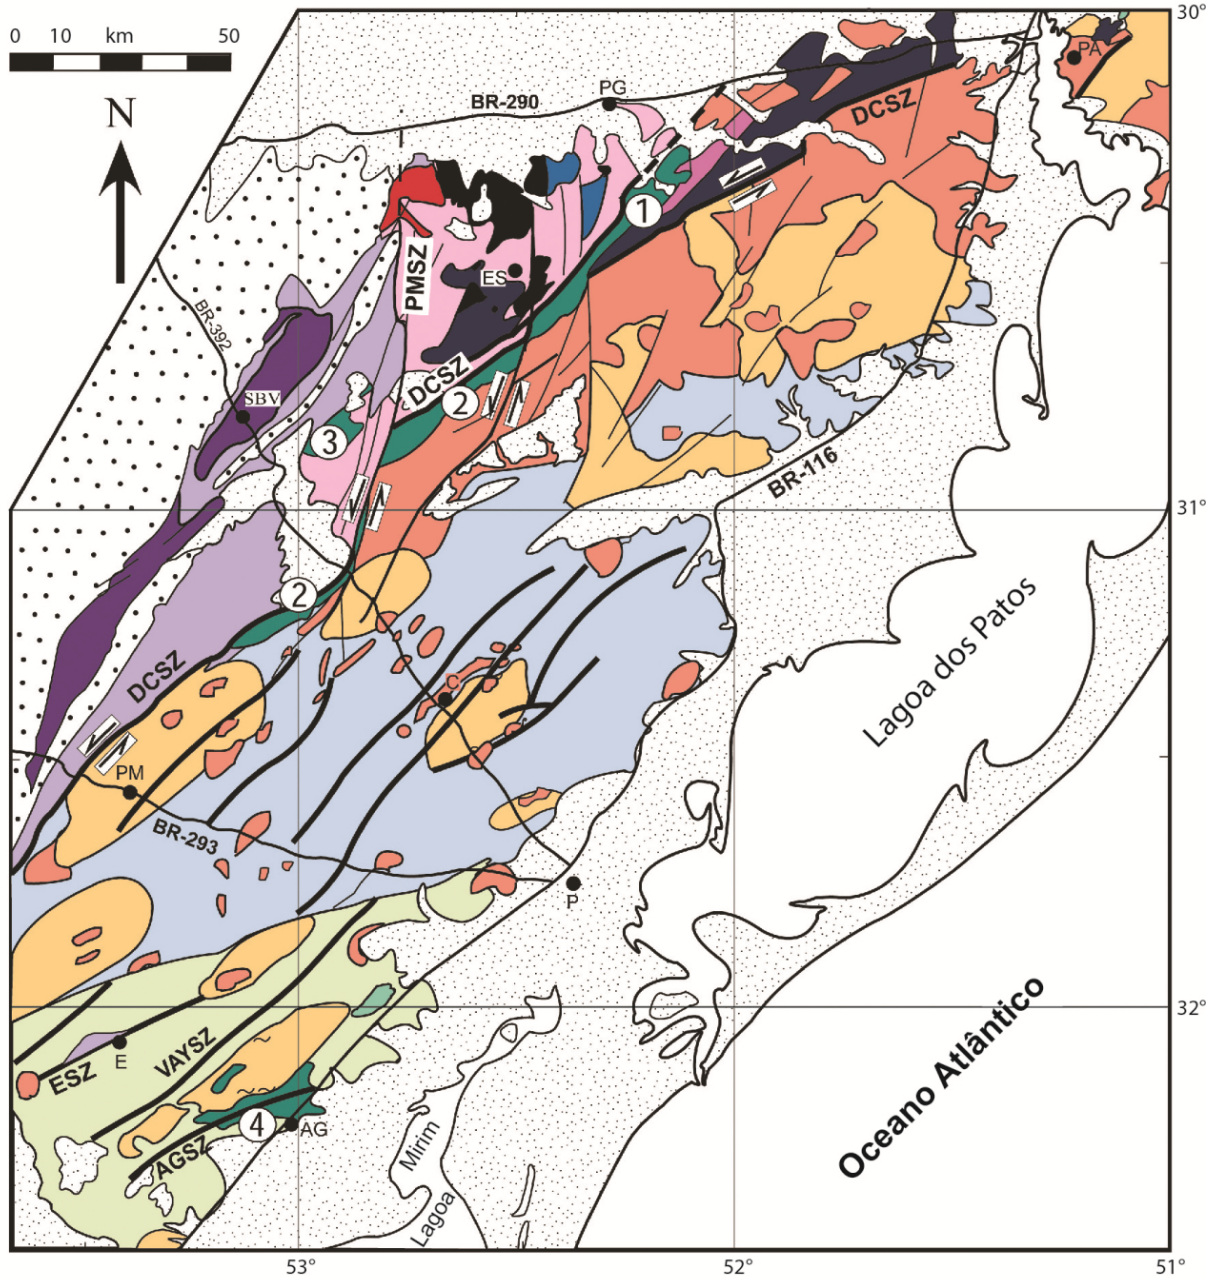 0 10 km 50
30°
N
BR-290
PG
PA
DCSZ
1
PMSZ
ES
BR-392
DCSZ
SBV
2
3
BR-116
31°
2
Lagoa dos Patos
DCSZ
C
PM
BR-293
P
32°
VAYSZ
ESZ
E
Oceano Atlântico
4
AG
AGSZ
Mirim
Lagoa
53°
52°
51°